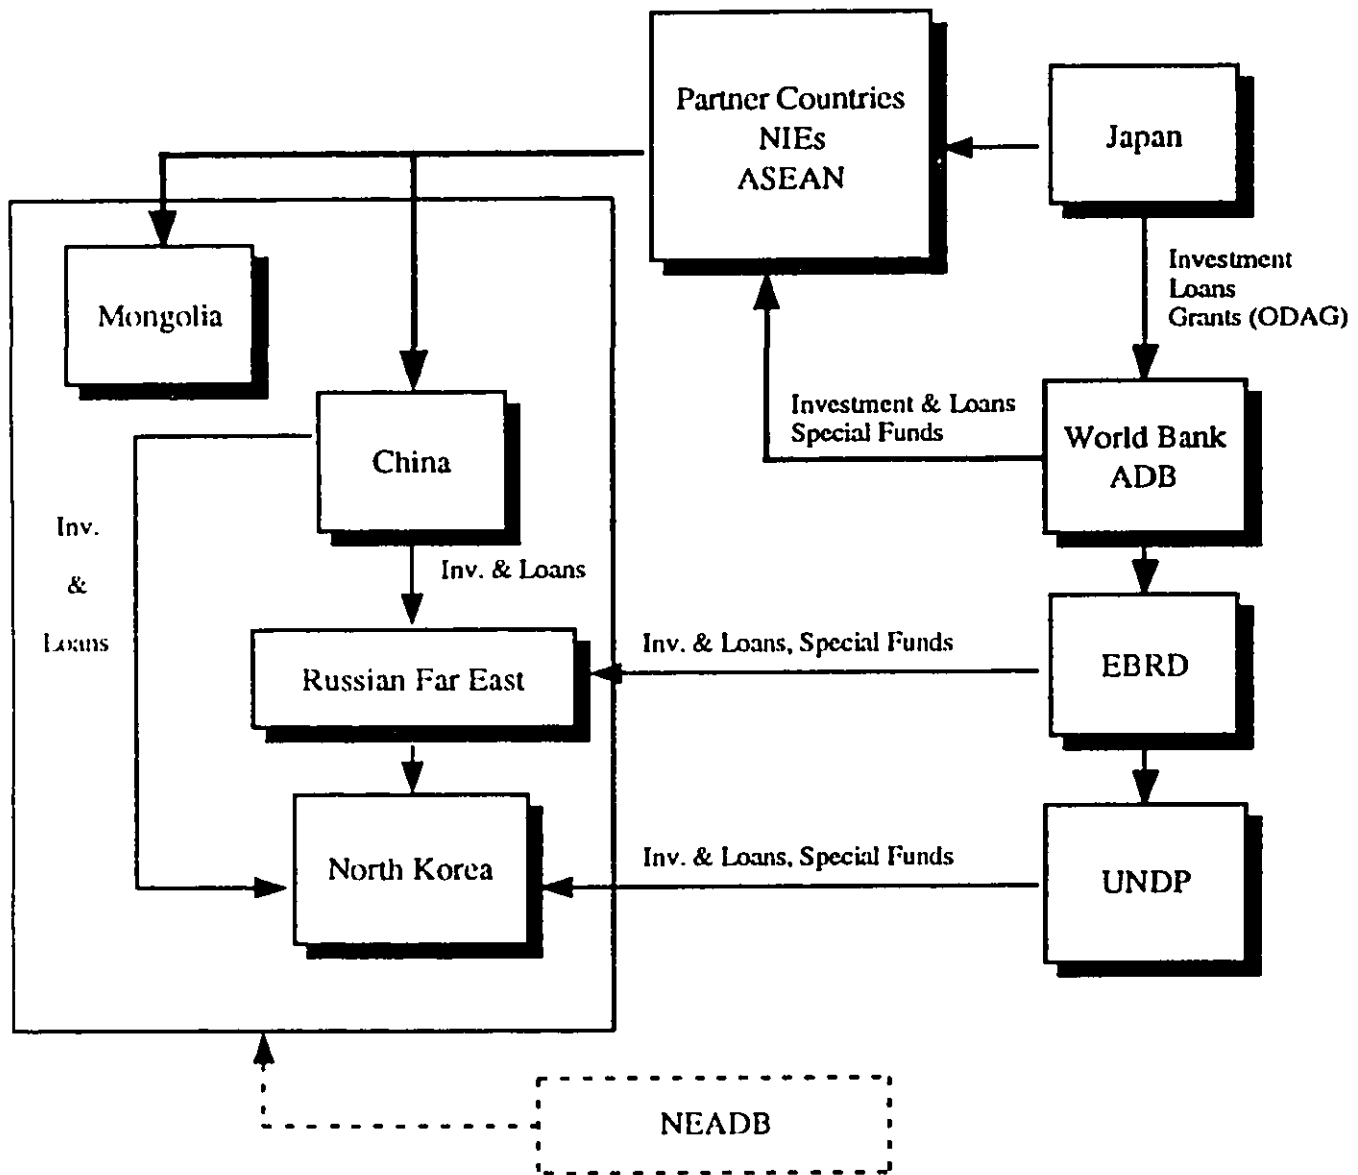 Partner Countries
NIEs
ASEAN
Japan
Investment
Loans
Grants (ODAG)
Mongolia
Investment & Loans
Special Funds
World Bank
ADB
China
Inv.
&
Loans
Inv. & Loans
Russian Far East
Inv. & Loans, Special Funds
EBRD
North Korea
Inv. & Loans, Special Funds
UNDP
NEADB